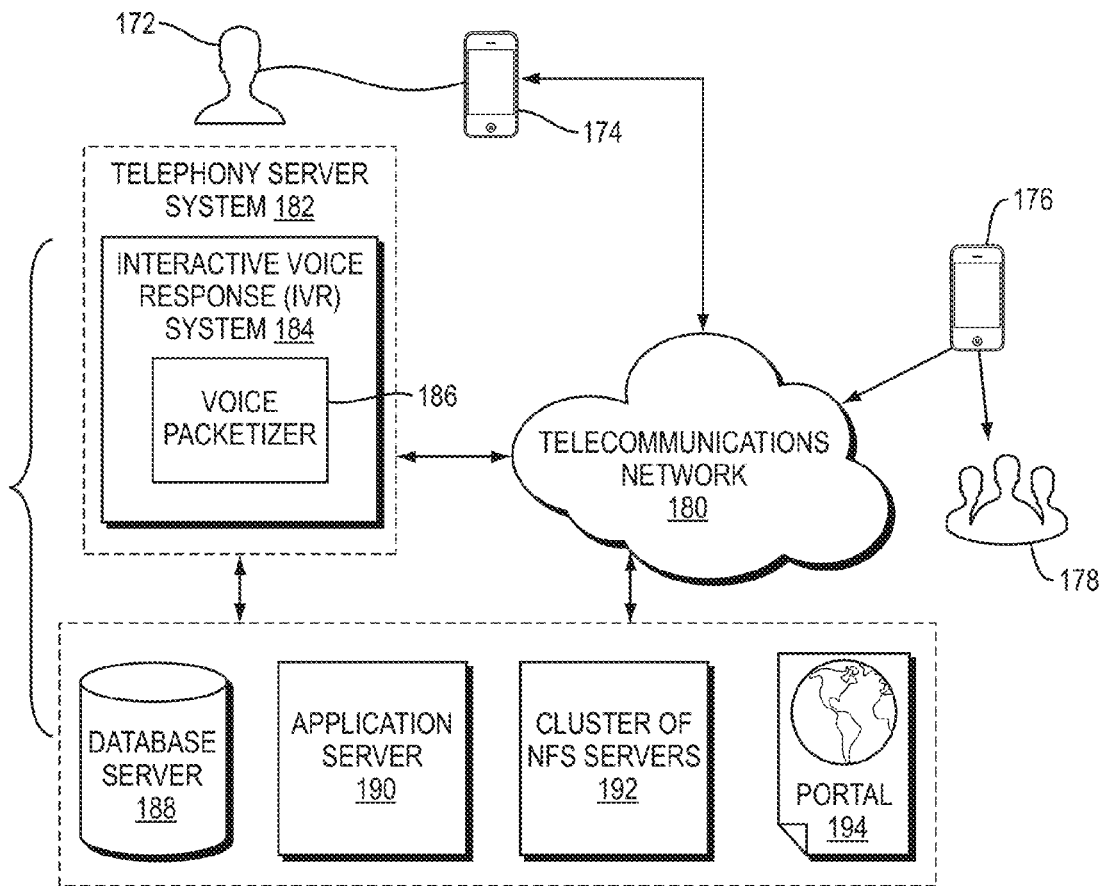 172
174
TELEPHONY SERVER
SYSTEM 182
176
INTERACTIVE VOICE
RESPONSE (IVR)
SYSTEM 184
VOICE
PACKETIZER
186
TELECOMMUNICATIONS
NETWORK
180
178
DATABASE
SERVER
188
APPLICATION
SERVER
190
CLUSTER OF
NFS SERVERS
192
PORTAL
194